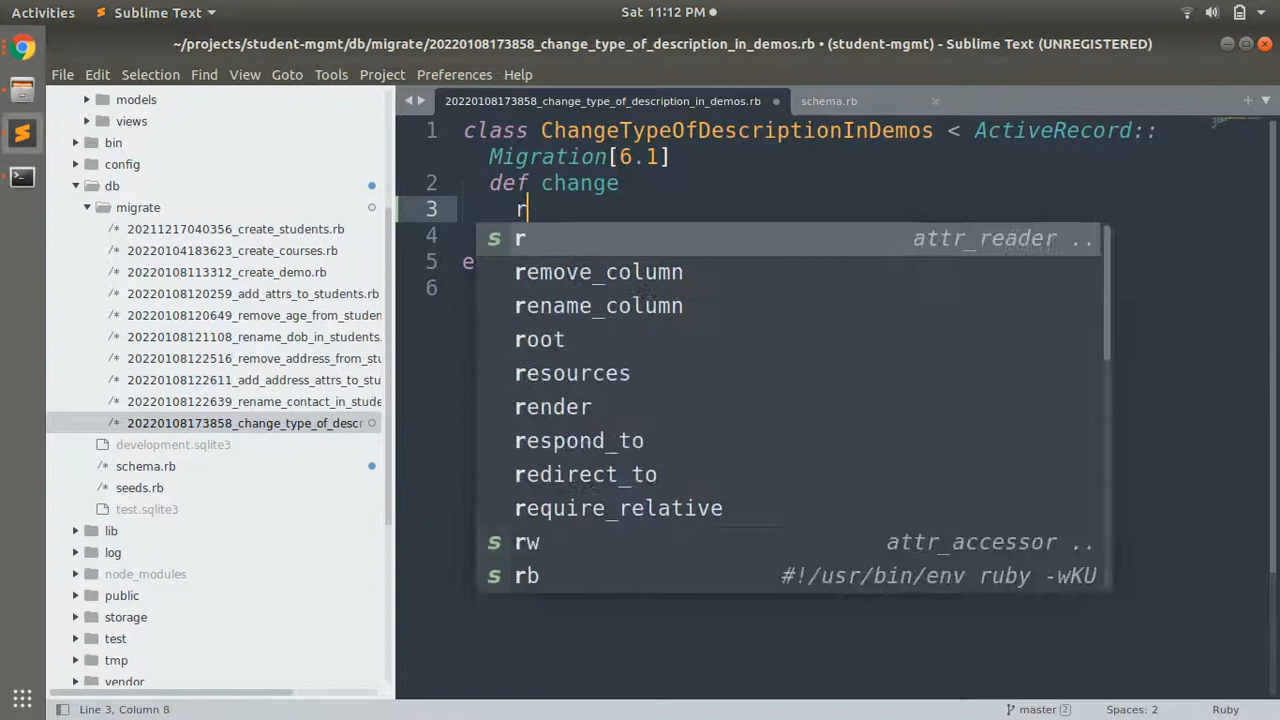 Activities
Sublime Text
Sat 11:12 PM
~/projects/student-mgmt/db/migrate/20220108173858_change_type_of_description_in_demos.rb • (student-mgmt) - Sublime Text (UNREGISTERED)
File Edit Selection Find View Goto Tools Project Preferences Help
models
views
bin
config
db
migrate
/* 20211217040356_create_students.rb
/* 20220104183623_create_courses.rb
/* 20220108113312_create_demo.rb
/* 20220108120259_add_attrs_to_students.rb
/* 20220108120649_remove_age_from_studen
/* 20220108121108_rename_dob_in_students.
/* 20220108122516_remove_address_from_stu
/* 20220108122611_add_address_attrs_to_stu
/* 20220108122639_rename_contact_in_stude
/* 20220108173858_change_type_of_descr
development.sqlite3
/* schema.rb
/* seeds.rb
test.sqlite3
lib
log
node_modules
public
storage
test
tmp
vendor
20220108173858_change_type_of_description_in_demos.rb
schema.rb
1 class ChangeTypeOfDescriptionInDemos < ActiveRecord::
Migration[6.1]
2 def change
3 r
4
5 e
6
s r attr_reader ..
remove_column
rename_column
root
resources
render
respond_to
redirect_to
require_relative
s rw attr_accessor ..
s rb #!/usr/bin/env ruby -wKU
Line 3, Column 8
master 2
Spaces: 2
Ruby